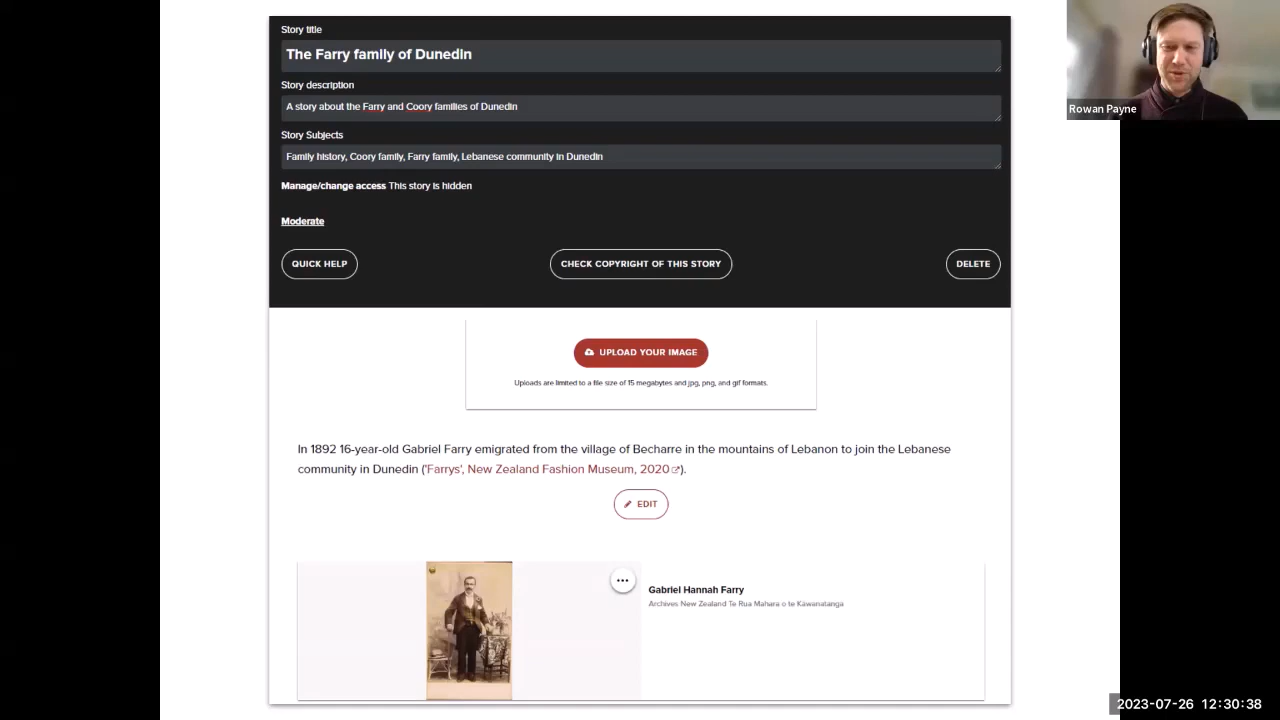 Story title
The Farry family of Dunedin
Story description
A story about the Farry and Coory families of Dunedin
Story Subjects
Family history, Coory family, Farry family, Lebanese community in Dunedin
Manage/change access This story is hidden
Moderate
QUICK HELP
CHECK COPYRIGHT OF THIS STORY
DELETE
UPLOAD YOUR IMAGE
Uploads are limited to a file size of 15 megabytes and jpg, png, and gif formats.
In 1892 16-year-old Gabriel Farry emigrated from the village of Becharre in the mountains of Lebanon to join the Lebanese
community in Dunedin ('Farrys', New Zealand Fashion Museum, 2020).
EDIT
Gabriel Hannah Farry
Archives New Zealand Te Rua Mahara o te Kāwanatanga
Rowan Payne
2023-07-26 12:30:38